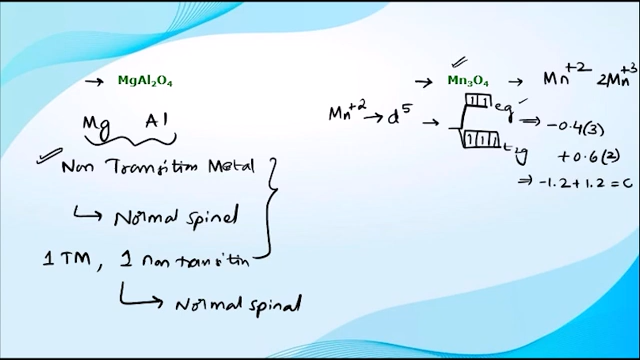 → MgAl₂O₄
Mg Al
Non Transition Metal
↳ Normal spinel
1 TM, 1 non transitin
↳ Normal spinal
→ Mn₃O₄ → Mn⁺² 2Mn⁺³
Mn⁺² → d⁵ → eg ⇒ -0.4(3)
t₂g +0.6(2)
⇒ -1.2+1.2=0